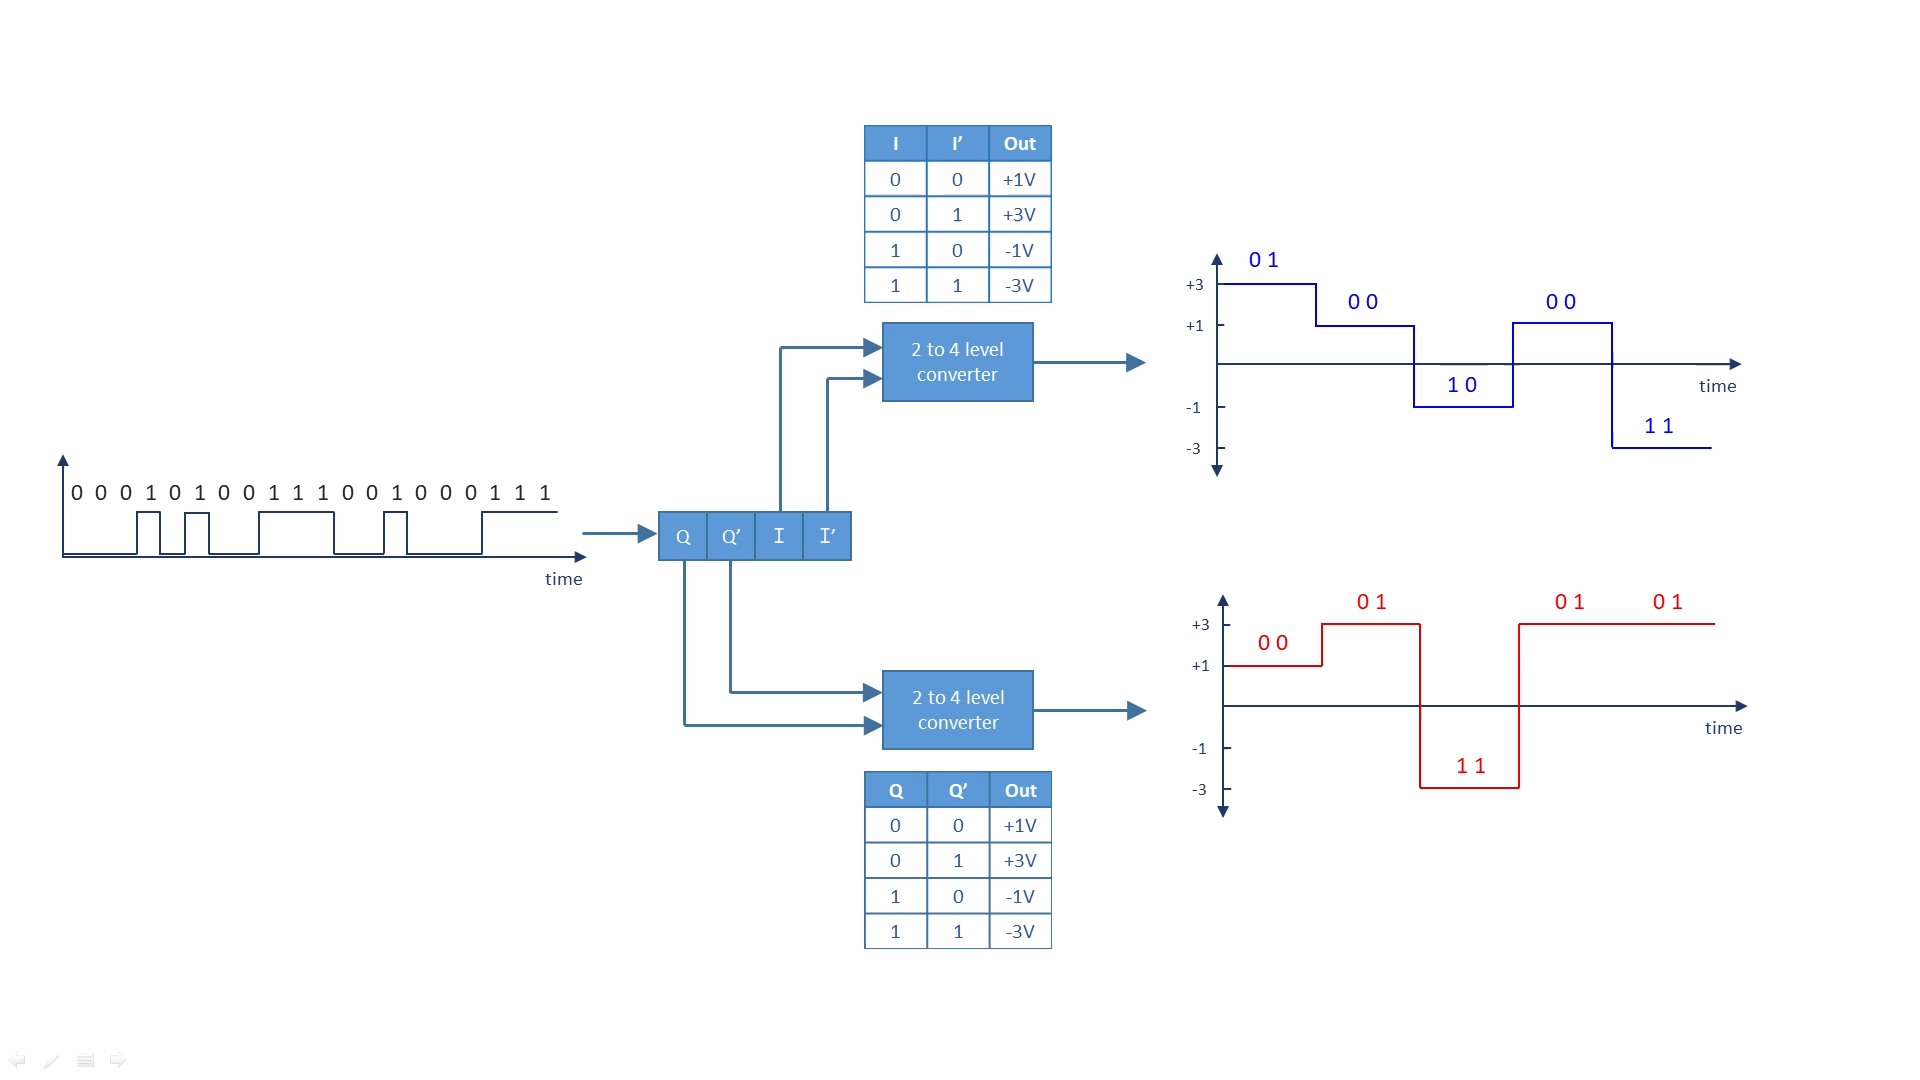 0 0 0 1 0 1 0 0 1 1 1 0 0 1 0 0 0 1 1 1
time
Q Q’ I I’
I I’ Out
0 0 +1V
0 1 +3V
1 0 -1V
1 1 -3V
2 to 4 level
converter
2 to 4 level
converter
Q Q’ Out
0 0 +1V
0 1 +3V
1 0 -1V
1 1 -3V
0 1
+3
0 0
0 0
+1
1 0
time
-1
1 1
-3
0 1
0 1
0 1
+3
0 0
+1
time
-1
1 1
-3